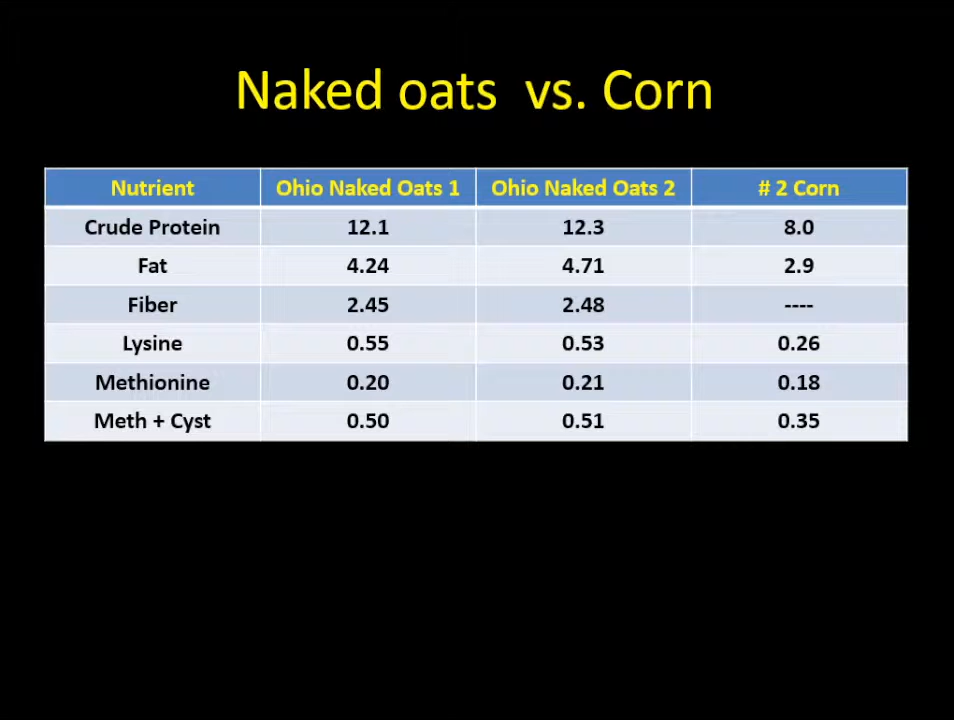 Naked oats vs. Corn
Nutrient Ohio Naked Oats 1 Ohio Naked Oats 2 # 2 Corn
Crude Protein 12.1 12.3 8.0
Fat 4.24 4.71 2.9
Fiber 2.45 2.48 ----
Lysine 0.55 0.53 0.26
Methionine 0.20 0.21 0.18
Meth + Cyst 0.50 0.51 0.35